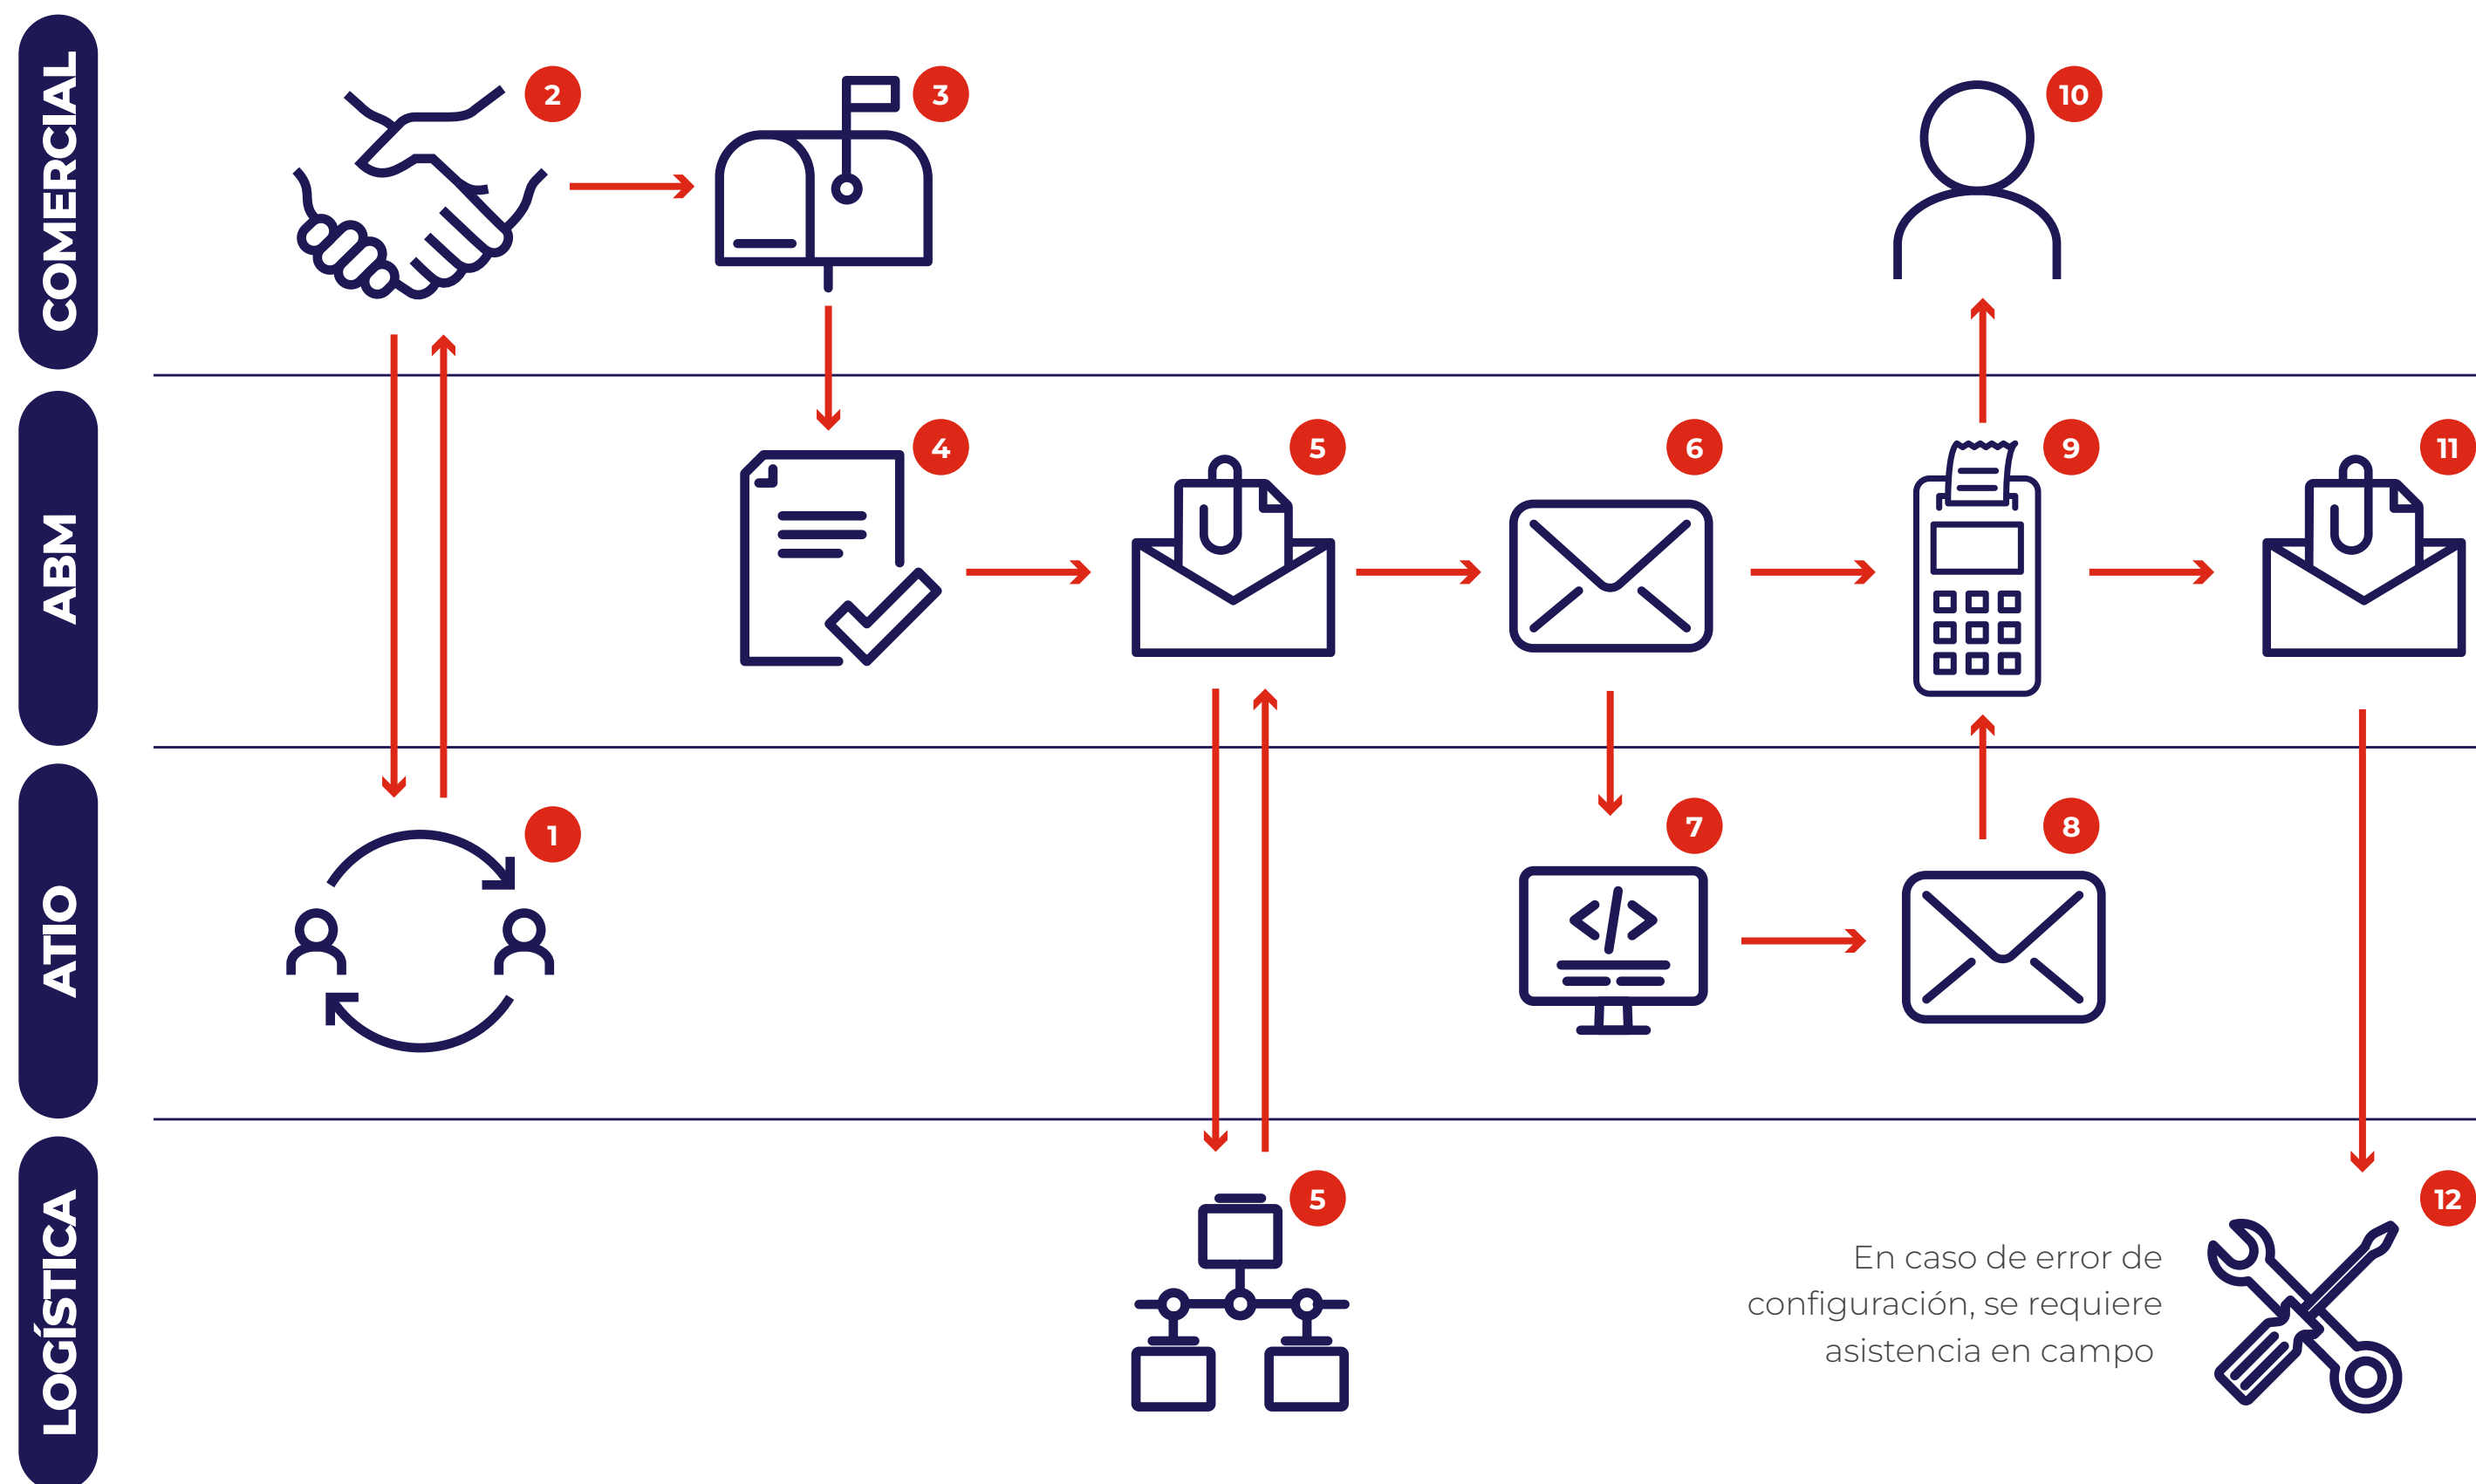 COMERCIAL
2
3
10
ABM
4
5
6
9
11
ATIO
1
7
8
LOGÍSTICA
5
12
En caso de error de
configuración, se requiere
asistencia en campo